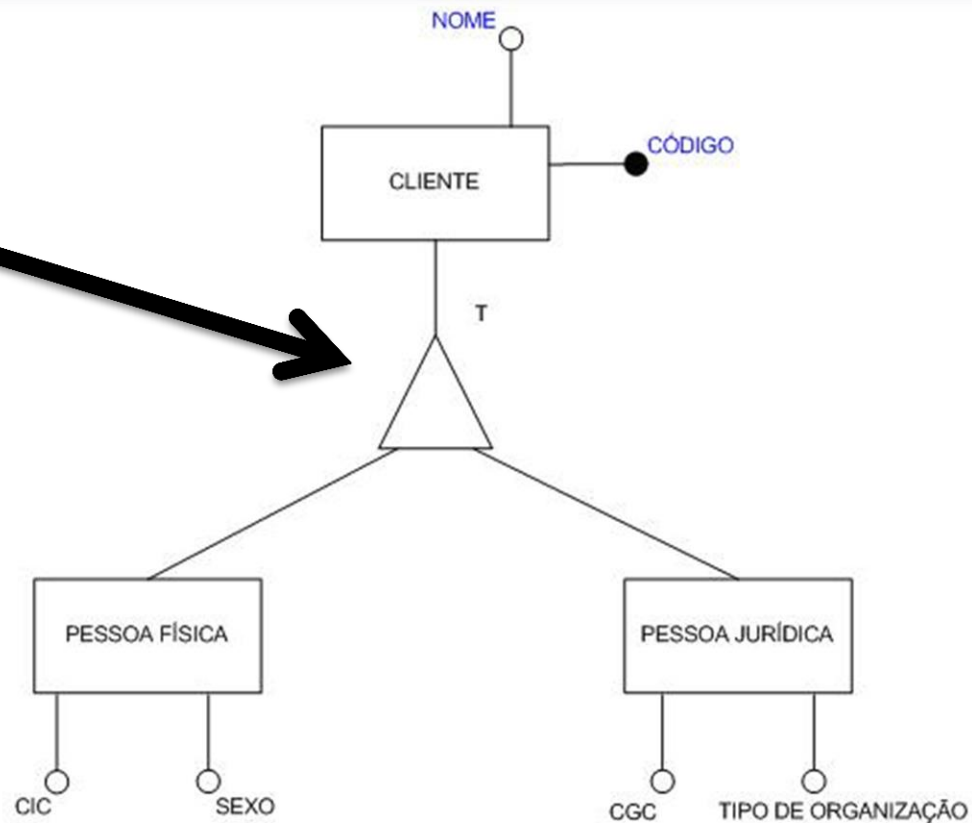 NOME
CÓDIGO
CLIENTE
T
PESSOA FÍSICA
PESSOA JURÍDICA
CIC
SEXO
CGC
TIPO DE ORGANIZAÇÃO